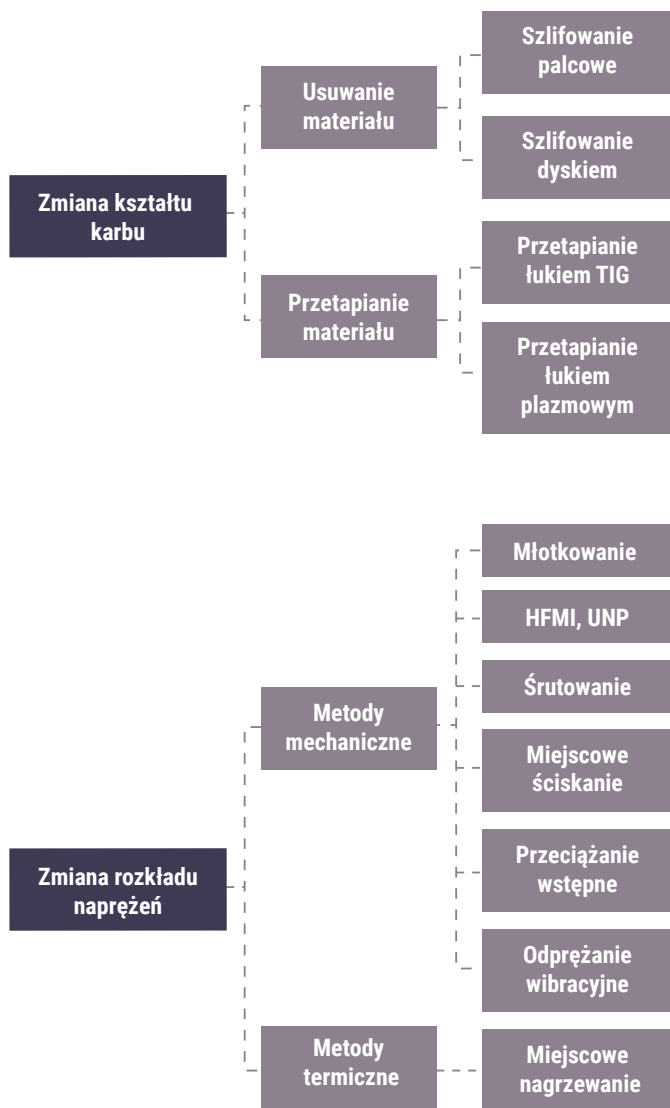 Szlifowanie
palcowe
Usuwanie
materiału
Szlifowanie
dyskiem
Zmiana kształtu
karbu
Przetapianie
łukiem TIG
Przetapianie
materiału
Przetapianie
łukiem
plazmowym
Młotkowanie
HFMI, UNP
Śrutowanie
Metody
mechaniczne
Miejscowe
ściskanie
Przeciążanie
wstępne
Zmiana rozkładu
naprężeń
Odprężanie
wibracyjne
Metody
termiczne
Miejscowe
nagrzewanie